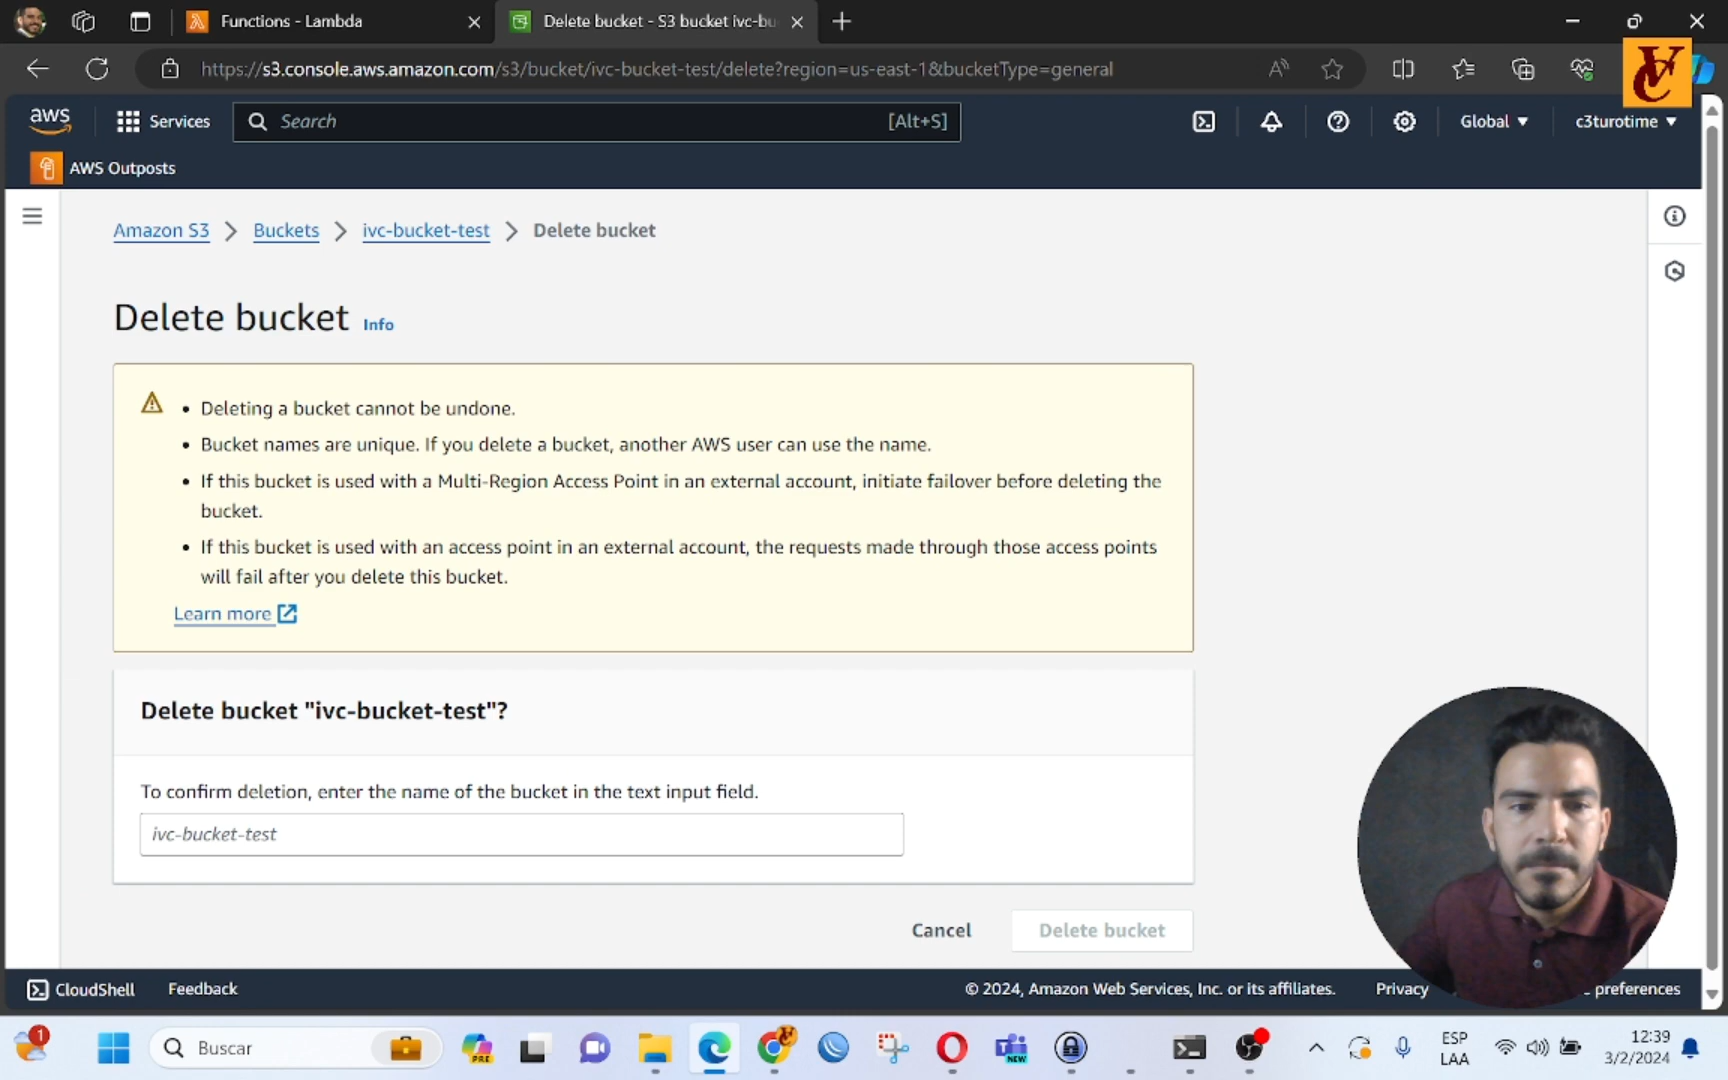 Functions - Lambda
Delete bucket - S3 bucket ivc-bu
https://s3.console.aws.amazon.com/s3/bucket/ivc-bucket-test/delete?region=us-east-1&bucketType=general
VC
aws
Services
Search
[Alt+S]
Global
c3turotime
AWS Outposts
Amazon S3
Buckets
ivc-bucket-test
Delete bucket
Delete bucket
Info
Deleting a bucket cannot be undone.
Bucket names are unique. If you delete a bucket, another AWS user can use the name.
If this bucket is used with a Multi-Region Access Point in an external account, initiate failover before deleting the
bucket.
If this bucket is used with an access point in an external account, the requests made through those access points
will fail after you delete this bucket.
Learn more
Delete bucket "ivc-bucket-test"?
To confirm deletion, enter the name of the bucket in the text input field.
ivc-bucket-test
Cancel
Delete bucket
CloudShell
Feedback
© 2024, Amazon Web Services, Inc. or its affiliates.
Privacy
preferences
1
Buscar
PRE
NEW
ESP
LAA
12:39
3/2/2024